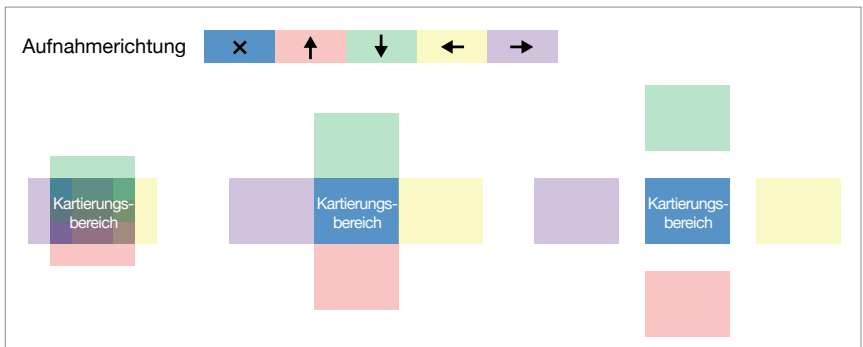 Aufnahmerichtung
Kartierungs-
bereich
Kartierungs-
bereich
Kartierungs-
bereich